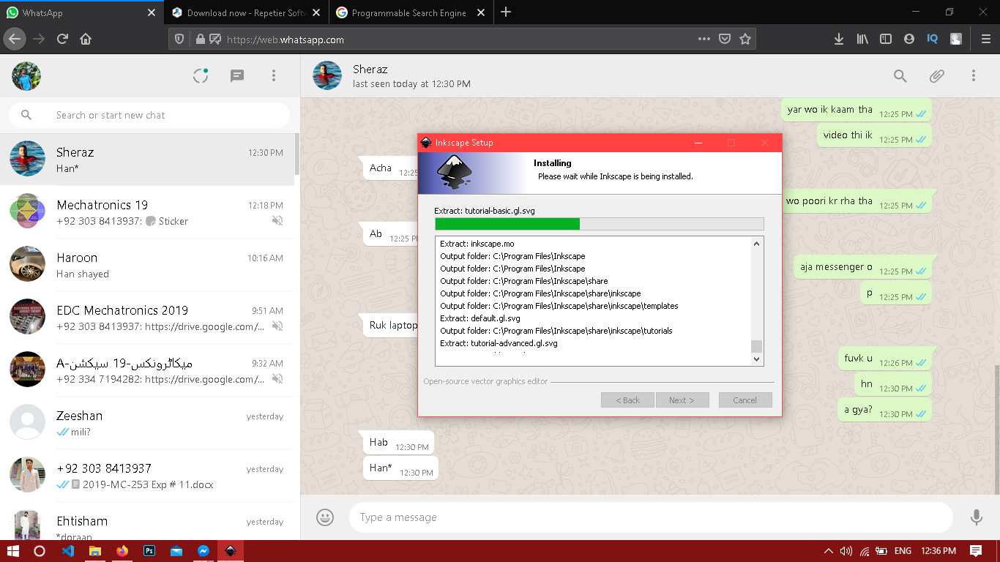 WhatsApp
Download now - Repetier Softw
Programmable Search Engine
https://web.whatsapp.com
IQ
Search or start new chat
Sheraz
12:30 PM
Han*
Mechatronics 19
12:18 PM
+92 303 8413937: Sticker
Haroon
10:16 AM
Han shayed
EDC Mechatronics 2019
9:51 AM
+92 303 8413937: https://drive.google.com/...
میکاٹرونکس-19 سیکشن-A
9:32 AM
+92 334 7194282: https://drive.google.com/...
Zeeshan
yesterday
mili?
+92 303 8413937
yesterday
2019-MC-253 Exp # 11.docx
Ehtisham
yesterday
*doraan
Sheraz
last seen today at 12:30 PM
yar wo ik kaam tha 12:25 PM
video thi ik 12:25 PM
Acha 12:25
wo poori kr rha tha 12:25 PM
Ab 12:25 PM
aja messenger o 12:25 PM
p 12:25 PM
Ruk laptop
fuvk u 12:26 PM
hn 12:30 PM
a gya? 12:30 PM
Hab 12:30 PM
Han* 12:30 PM
Type a message
Inkscape Setup
Installing
Please wait while Inkscape is being installed.
Extract: tutorial-basic.gl.svg
Extract: inkscape.mo
Output folder: C:\Program Files\Inkscape
Output folder: C:\Program Files\Inkscape
Output folder: C:\Program Files\Inkscape\share
Output folder: C:\Program Files\Inkscape\share\inkscape
Output folder: C:\Program Files\Inkscape\share\inkscape\templates
Extract: default.gl.svg
Output folder: C:\Program Files\Inkscape\share\inkscape\tutorials
Extract: tutorial-advanced.gl.svg
Open-source vector graphics editor
< Back
Next >
Cancel
Ps
ENG
12:36 PM